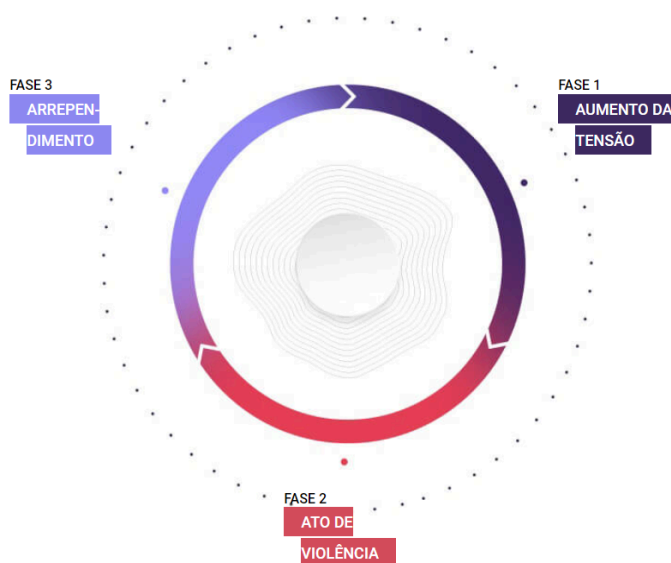 FASE 3
ARREPEN-
DIMENTO
FASE 1
AUMENTO DA
TENSÃO
FASE 2
ATO DE
VIOLÊNCIA